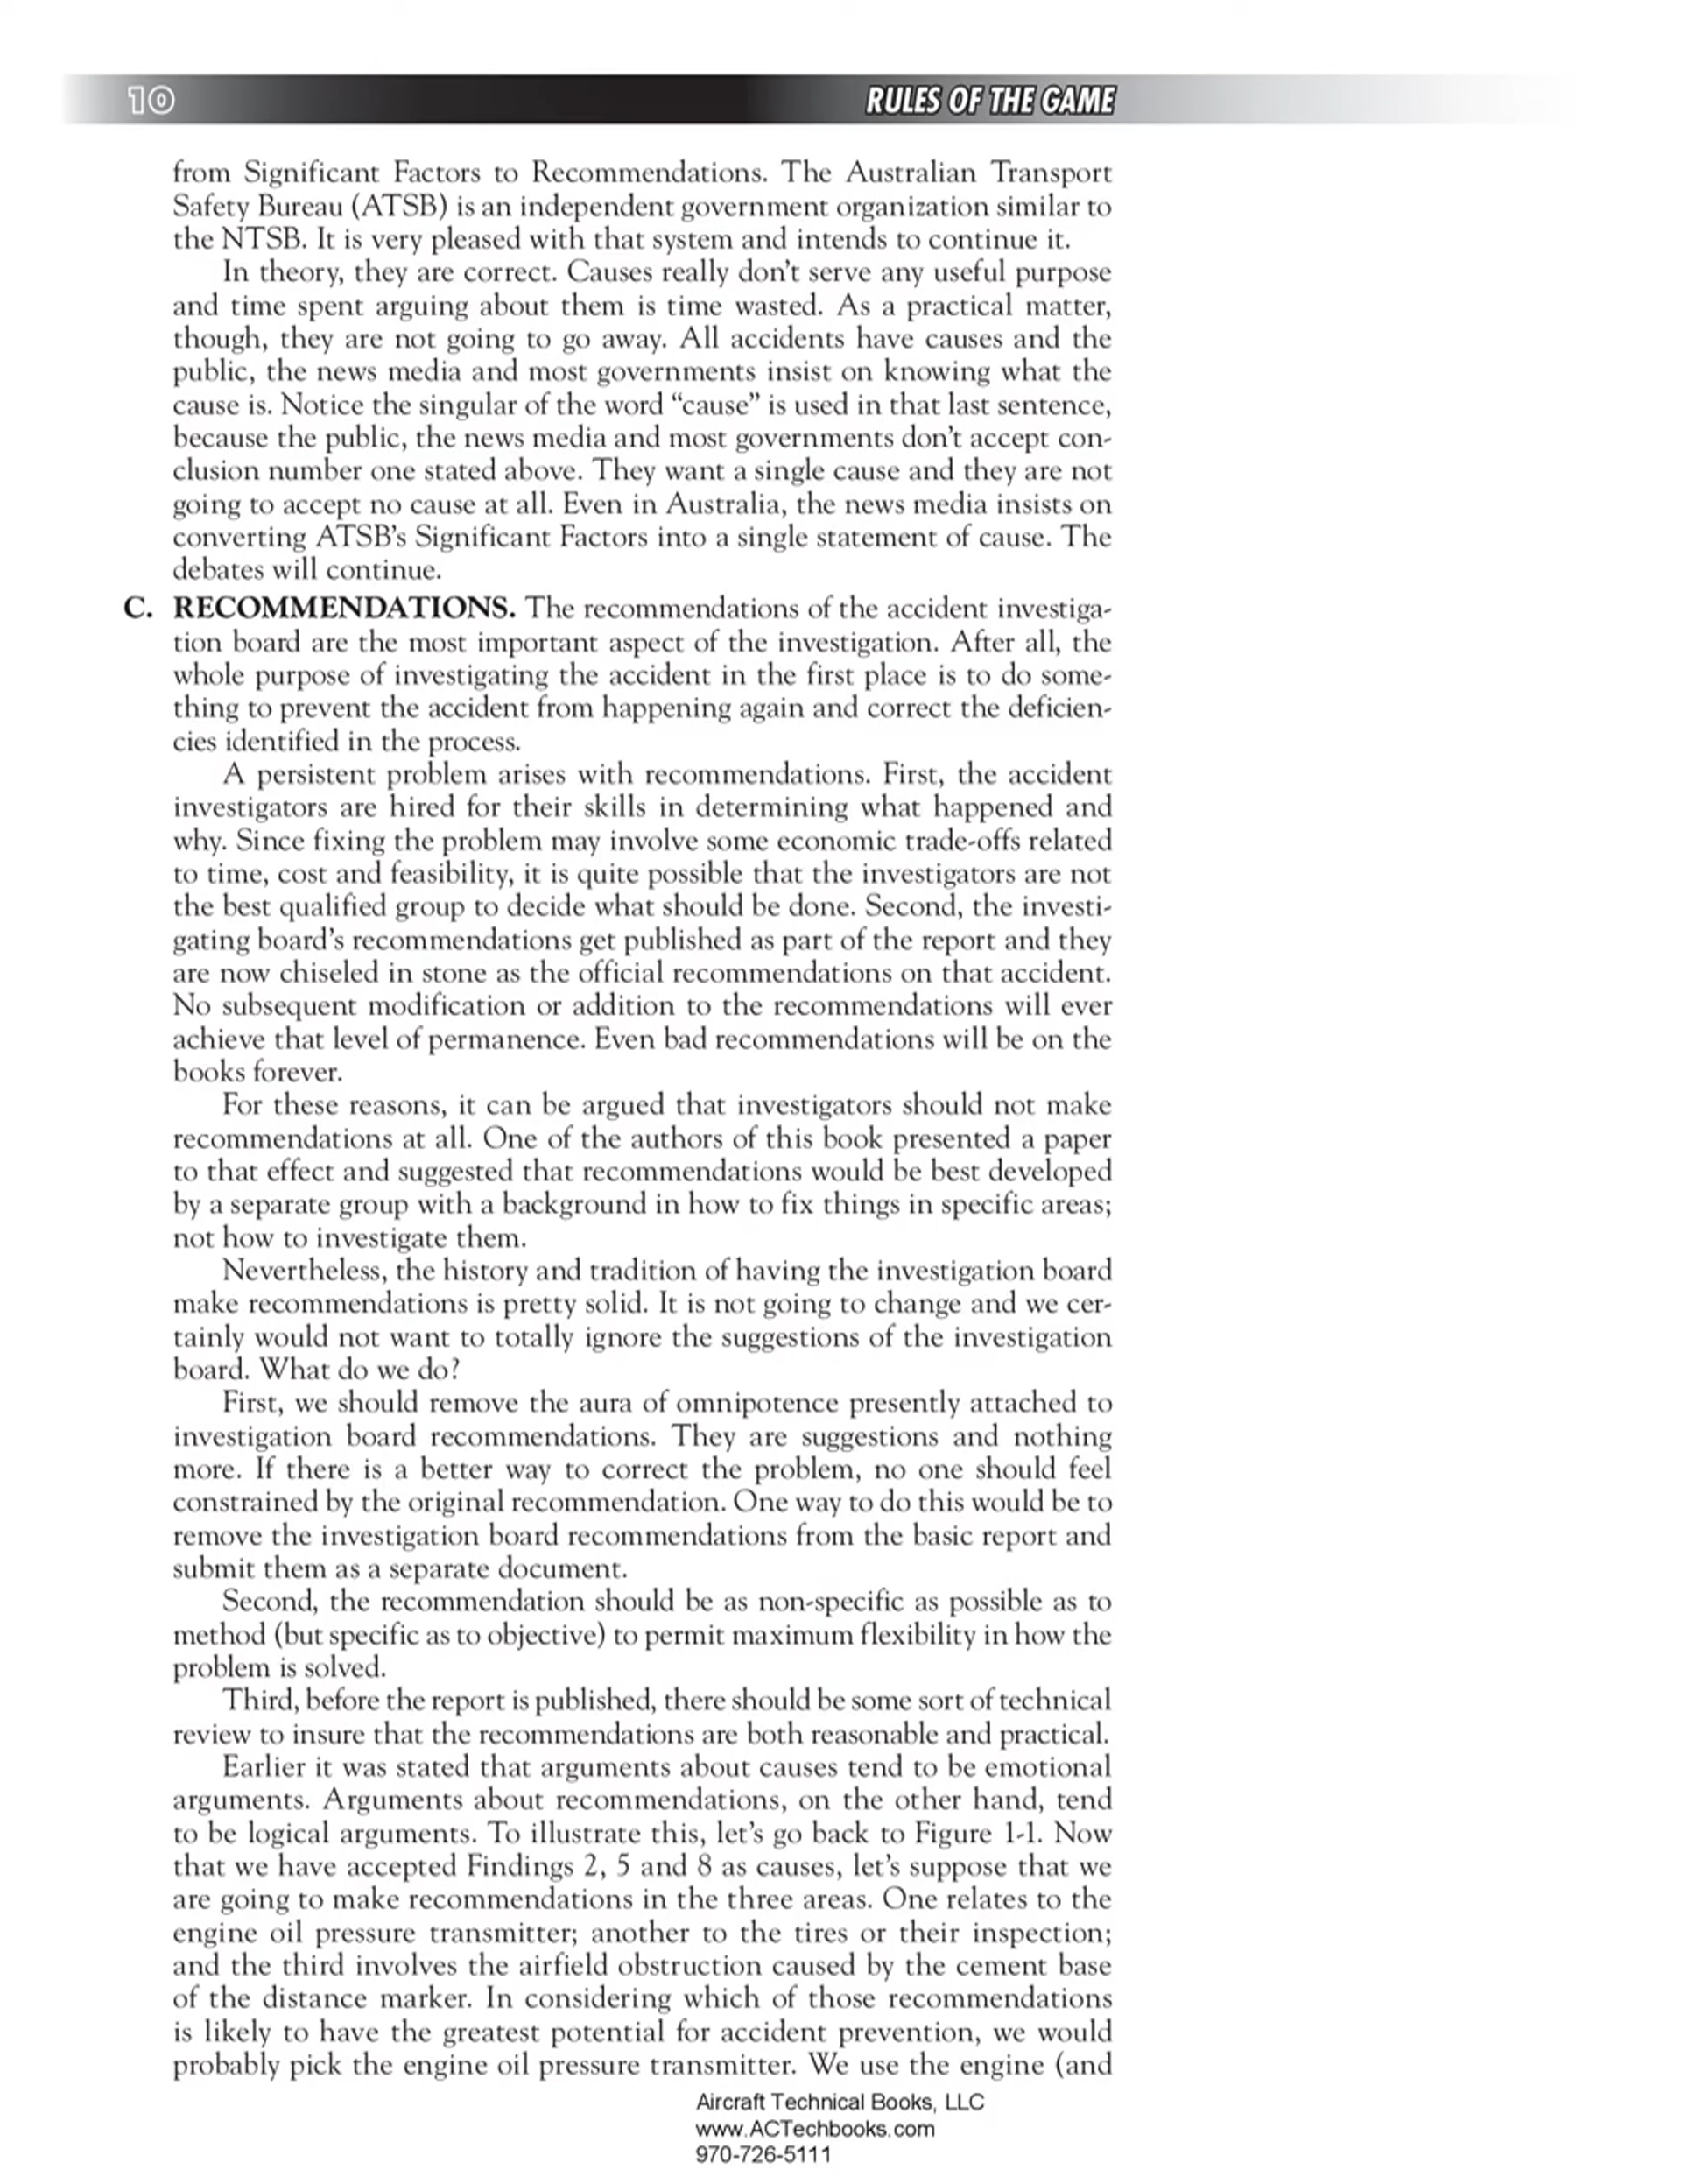 10
RULES OF THE GAME
from Significant Factors to Recommendations. The Australian Transport
Safety Bureau (ATSB) is an independent government organization similar to
the NTSB. It is very pleased with that system and intends to continue it.
In theory, they are correct. Causes really don’t serve any useful purpose
and time spent arguing about them is time wasted. As a practical matter,
though, they are not going to go away. All accidents have causes and the
public, the news media and most governments insist on knowing what the
cause is. Notice the singular of the word “cause” is used in that last sentence,
because the public, the news media and most governments don’t accept con-
clusion number one stated above. They want a single cause and they are not
going to accept no cause at all. Even in Australia, the news media insists on
converting ATSB’s Significant Factors into a single statement of cause. The
debates will continue.
C. RECOMMENDATIONS. The recommendations of the accident investiga-
tion board are the most important aspect of the investigation. After all, the
whole purpose of investigating the accident in the first place is to do some-
thing to prevent the accident from happening again and correct the deficien-
cies identified in the process.
A persistent problem arises with recommendations. First, the accident
investigators are hired for their skills in determining what happened and
why. Since fixing the problem may involve some economic trade-offs related
to time, cost and feasibility, it is quite possible that the investigators are not
the best qualified group to decide what should be done. Second, the investi-
gating board’s recommendations get published as part of the report and they
are now chiseled in stone as the official recommendations on that accident.
No subsequent modification or addition to the recommendations will ever
achieve that level of permanence. Even bad recommendations will be on the
books forever.
For these reasons, it can be argued that investigators should not make
recommendations at all. One of the authors of this book presented a paper
to that effect and suggested that recommendations would be best developed
by a separate group with a background in how to fix things in specific areas;
not how to investigate them.
Nevertheless, the history and tradition of having the investigation board
make recommendations is pretty solid. It is not going to change and we cer-
tainly would not want to totally ignore the suggestions of the investigation
board. What do we do?
First, we should remove the aura of omnipotence presently attached to
investigation board recommendations. They are suggestions and nothing
more. If there is a better way to correct the problem, no one should feel
constrained by the original recommendation. One way to do this would be to
remove the investigation board recommendations from the basic report and
submit them as a separate document.
Second, the recommendation should be as non-specific as possible as to
method (but specific as to objective) to permit maximum flexibility in how the
problem is solved.
Third, before the report is published, there should be some sort of technical
review to insure that the recommendations are both reasonable and practical.
Earlier it was stated that arguments about causes tend to be emotional
arguments. Arguments about recommendations, on the other hand, tend
to be logical arguments. To illustrate this, let’s go back to Figure 1-1. Now
that we have accepted Findings 2, 5 and 8 as causes, let’s suppose that we
are going to make recommendations in the three areas. One relates to the
engine oil pressure transmitter; another to the tires or their inspection;
and the third involves the airfield obstruction caused by the cement base
of the distance marker. In considering which of those recommendations
is likely to have the greatest potential for accident prevention, we would
probably pick the engine oil pressure transmitter. We use the engine (and
Aircraft Technical Books, LLC
www.ACTechbooks.com
970-726-5111